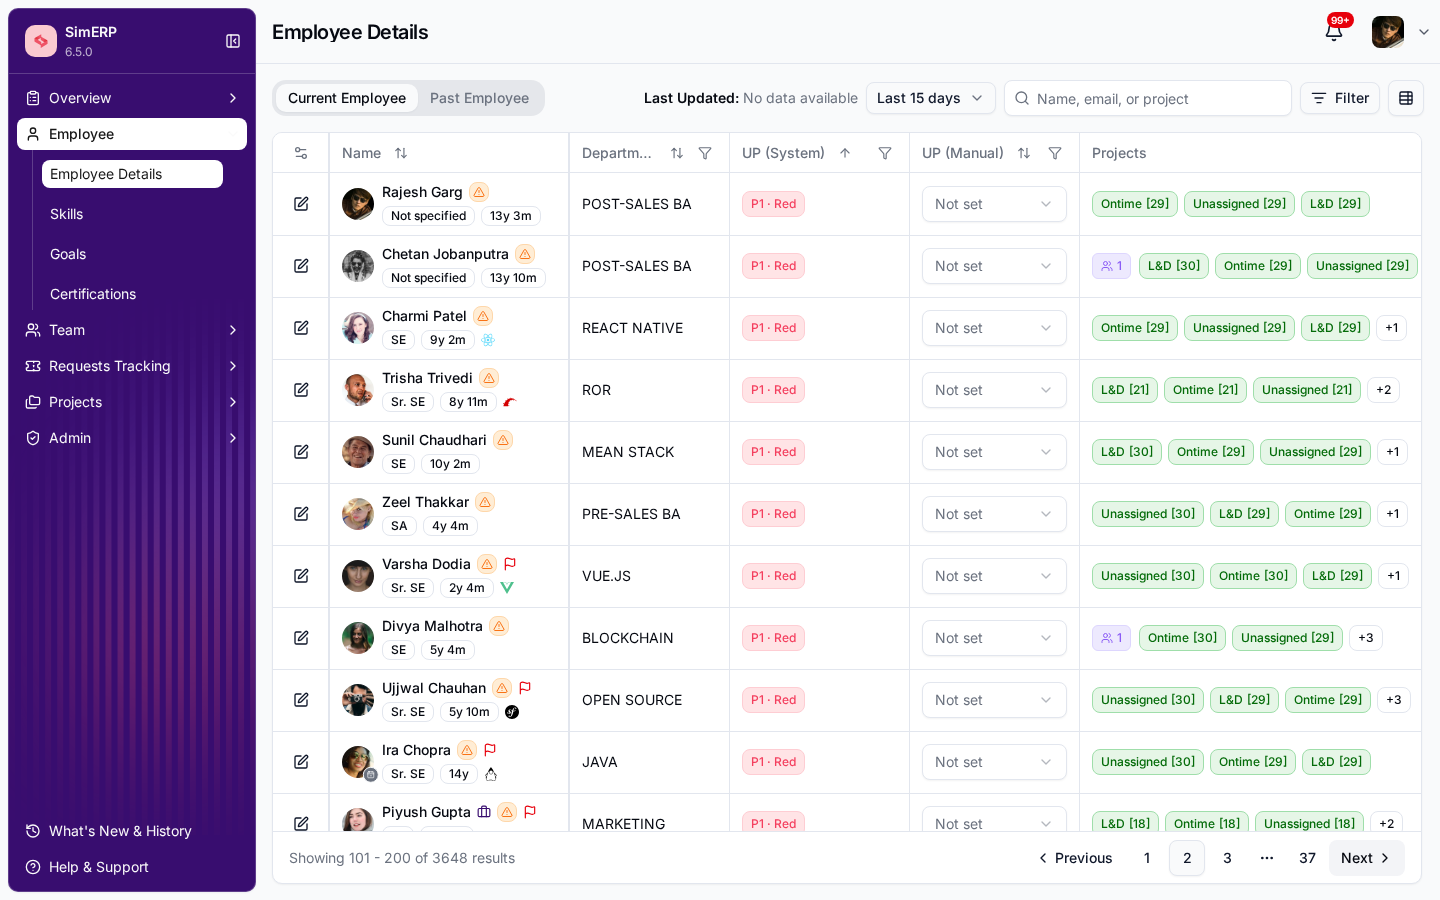 SimERP
6.5.0
Overview
Employee
Employee Details
Skills
Goals
Certifications
Team
Requests Tracking
Projects
Admin
What's New & History
Help & Support
Employee Details
99+
Current Employee
Past Employee
Last Updated: No data available
Last 15 days
Name, email, or project
Filter
Name
Departm...
UP (System)
UP (Manual)
Projects
Rajesh Garg
Not specified 13y 3m
POST-SALES BA
P1 · Red
Not set
Ontime [29] Unassigned [29] L&D [29]
Chetan Jobanputra
Not specified 13y 10m
POST-SALES BA
P1 · Red
Not set
1 L&D [30] Ontime [29] Unassigned [29]
Charmi Patel
SE 9y 2m
REACT NATIVE
P1 · Red
Not set
Ontime [29] Unassigned [29] L&D [29] +1
Trisha Trivedi
Sr. SE 8y 11m
ROR
P1 · Red
Not set
L&D [21] Ontime [21] Unassigned [21] +2
Sunil Chaudhari
SE 10y 2m
MEAN STACK
P1 · Red
Not set
L&D [30] Ontime [29] Unassigned [29] +1
Zeel Thakkar
SA 4y 4m
PRE-SALES BA
P1 · Red
Not set
Unassigned [30] L&D [29] Ontime [29] +1
Varsha Dodia
Sr. SE 2y 4m
VUE.JS
P1 · Red
Not set
Unassigned [30] Ontime [30] L&D [29] +1
Divya Malhotra
SE 5y 4m
BLOCKCHAIN
P1 · Red
Not set
1 Ontime [30] Unassigned [29] +3
Ujjwal Chauhan
Sr. SE 5y 10m
OPEN SOURCE
P1 · Red
Not set
Unassigned [30] L&D [29] Ontime [29] +3
Ira Chopra
Sr. SE 14y
JAVA
P1 · Red
Not set
Unassigned [30] Ontime [29] L&D [29]
Piyush Gupta
MARKETING
P1 · Red
Not set
L&D [18] Ontime [18] Unassigned [18] +2
Showing 101 - 200 of 3648 results
Previous 1 2 3 ··· 37 Next